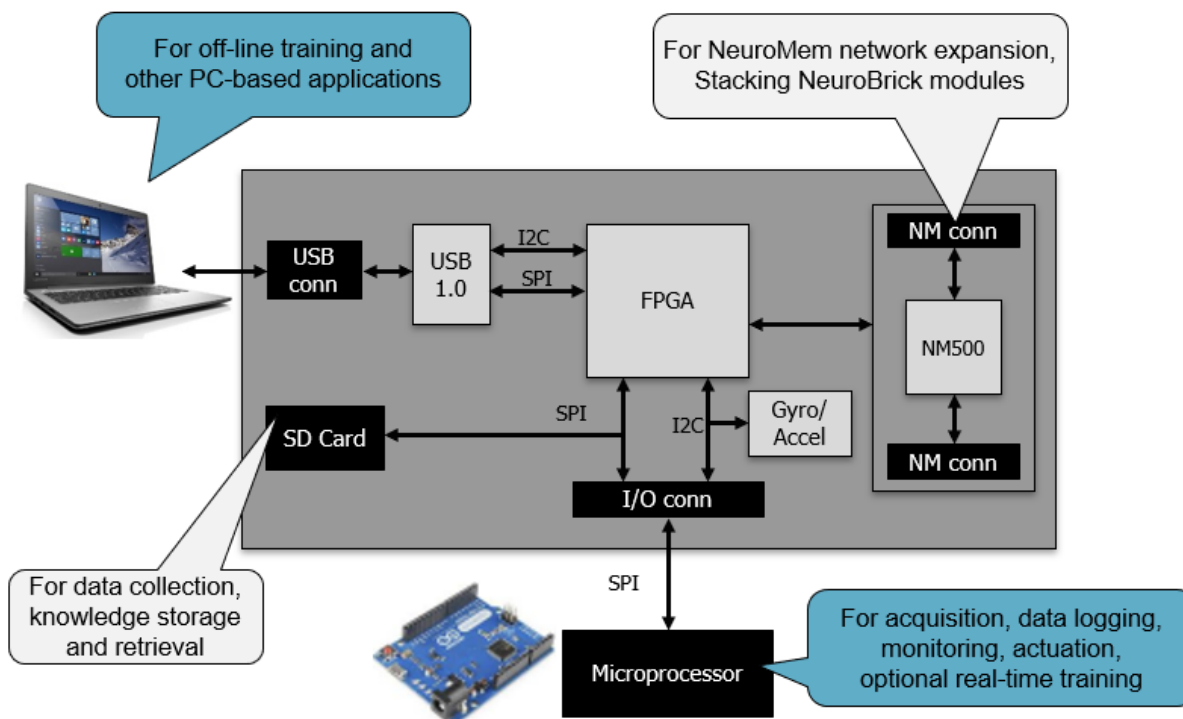 For off-line training and
other PC-based applications
For NeuroMem network expansion,
Stacking NeuroBrick modules
USB
conn
USB
1.0
I2C
SPI
FPGA
NM conn
NM500
NM conn
SD Card
SPI
I2C
Gyro/
Accel
I/O conn
For data collection,
knowledge storage
and retrieval
SPI
Microprocessor
For acquisition, data logging,
monitoring, actuation,
optional real-time training